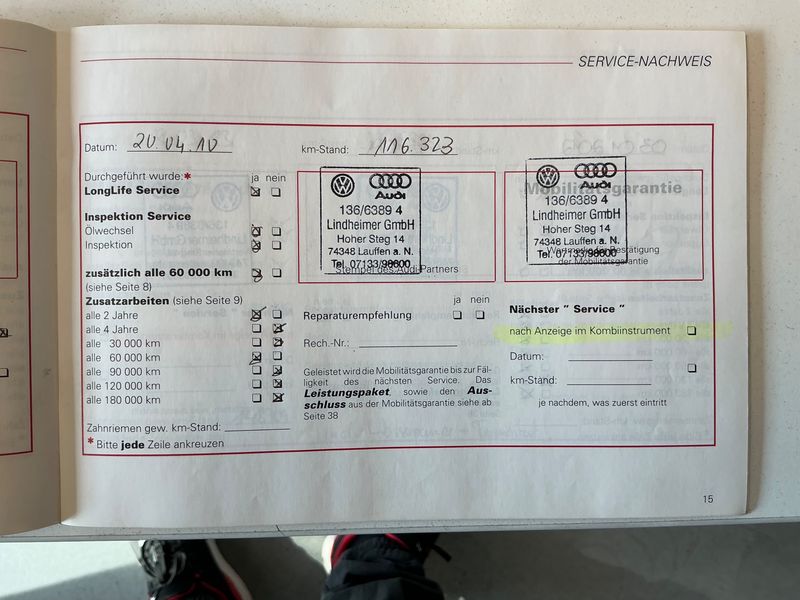 SERVICE-NACHWEIS
Datum: 20.04.10
km-Stand: 116.323
Durchgeführt wurde:* ja nein
LongLife Service
Inspektion Service
Ölwechsel
Inspektion
zusätzlich alle 60 000 km
(siehe Seite 8)
Zusatzarbeiten (siehe Seite 9)
alle 2 Jahre
alle 4 Jahre
alle 30 000 km
alle 60 000 km
alle 90 000 km
alle 120 000 km
alle 180 000 km
Zahnriemen gew. km-Stand:
* Bitte jede Zeile ankreuzen
Audi
136/6389 4
Lindheimer GmbH
Hoher Steg 14
74348 Lauffen a. N.
Tel. 07133/98600
Stempel des Audi-Partners
ja nein
Reparaturempfehlung
Rech.-Nr.:
Geleistet wird die Mobilitätsgarantie bis zur Fäl-
ligkeit des nächsten Service. Das
Leistungspaket, sowie den Aus-
schluss aus der Mobilitätsgarantie siehe ab
Seite 38
Mobilitätsgarantie
Audi
136/6389 4
Lindheimer GmbH
Hoher Steg 14
74348 Lauffen a. N.
Tel. 07133/98600
der Mobilitätsgarantie
Nächster " Service "
nach Anzeige im Kombiinstrument
Datum:
km-Stand:
je nachdem, was zuerst eintritt
15